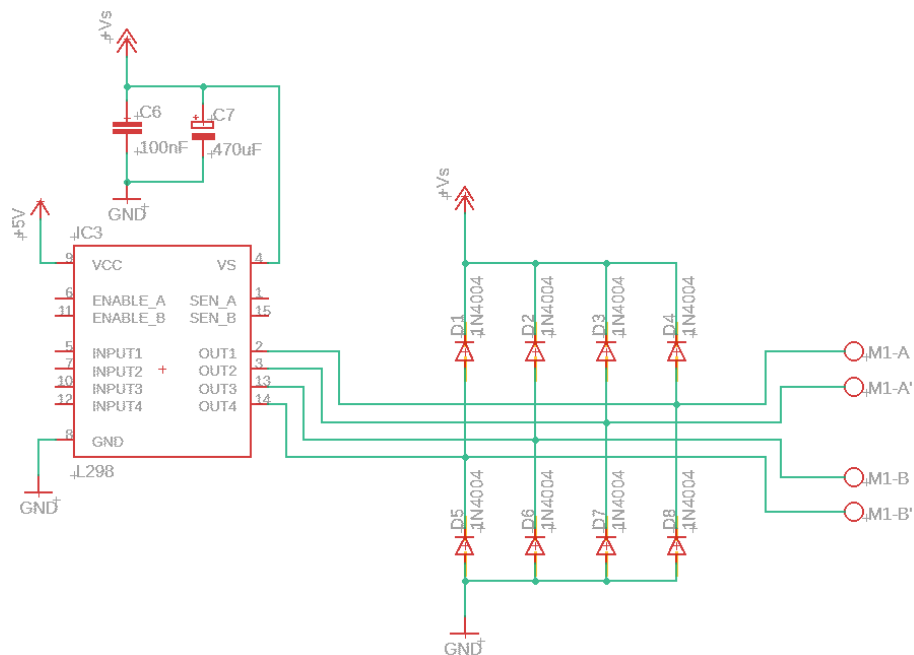 +Vs
C6
100nF
C7
470uF
GND
+5V
IC3
9 VCC VS 4
6 ENABLE_A SEN_A 1
11 ENABLE_B SEN_B 15
5 INPUT1 OUT1 2
7 INPUT2 OUT2 3
10 INPUT3 OUT3 13
12 INPUT4 OUT4 14
8 GND
L298
GND
+Vs
D1 1N4004
D2 1N4004
D3 1N4004
D4 1N4004
M1-A
M1-A'
M1-B
M1-B'
D5 1N4004
D6 1N4004
D7 1N4004
D8 1N4004
GND